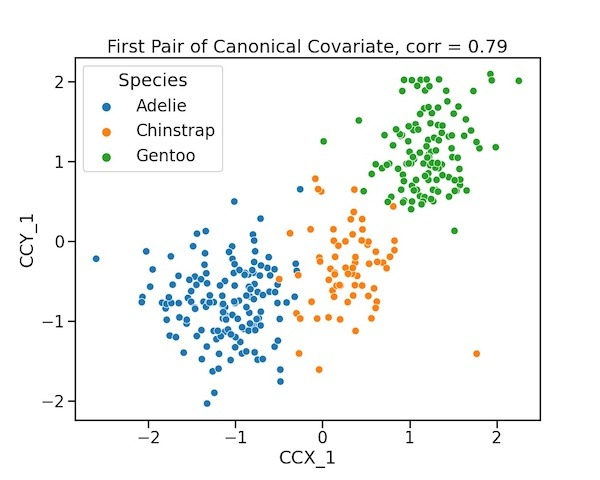 First Pair of Canonical Covariate, corr = 0.79
Species
Adelie
Chinstrap
Gentoo
CCY_1
2
1
0
−1
−2
−2
−1
0
1
2
CCX_1